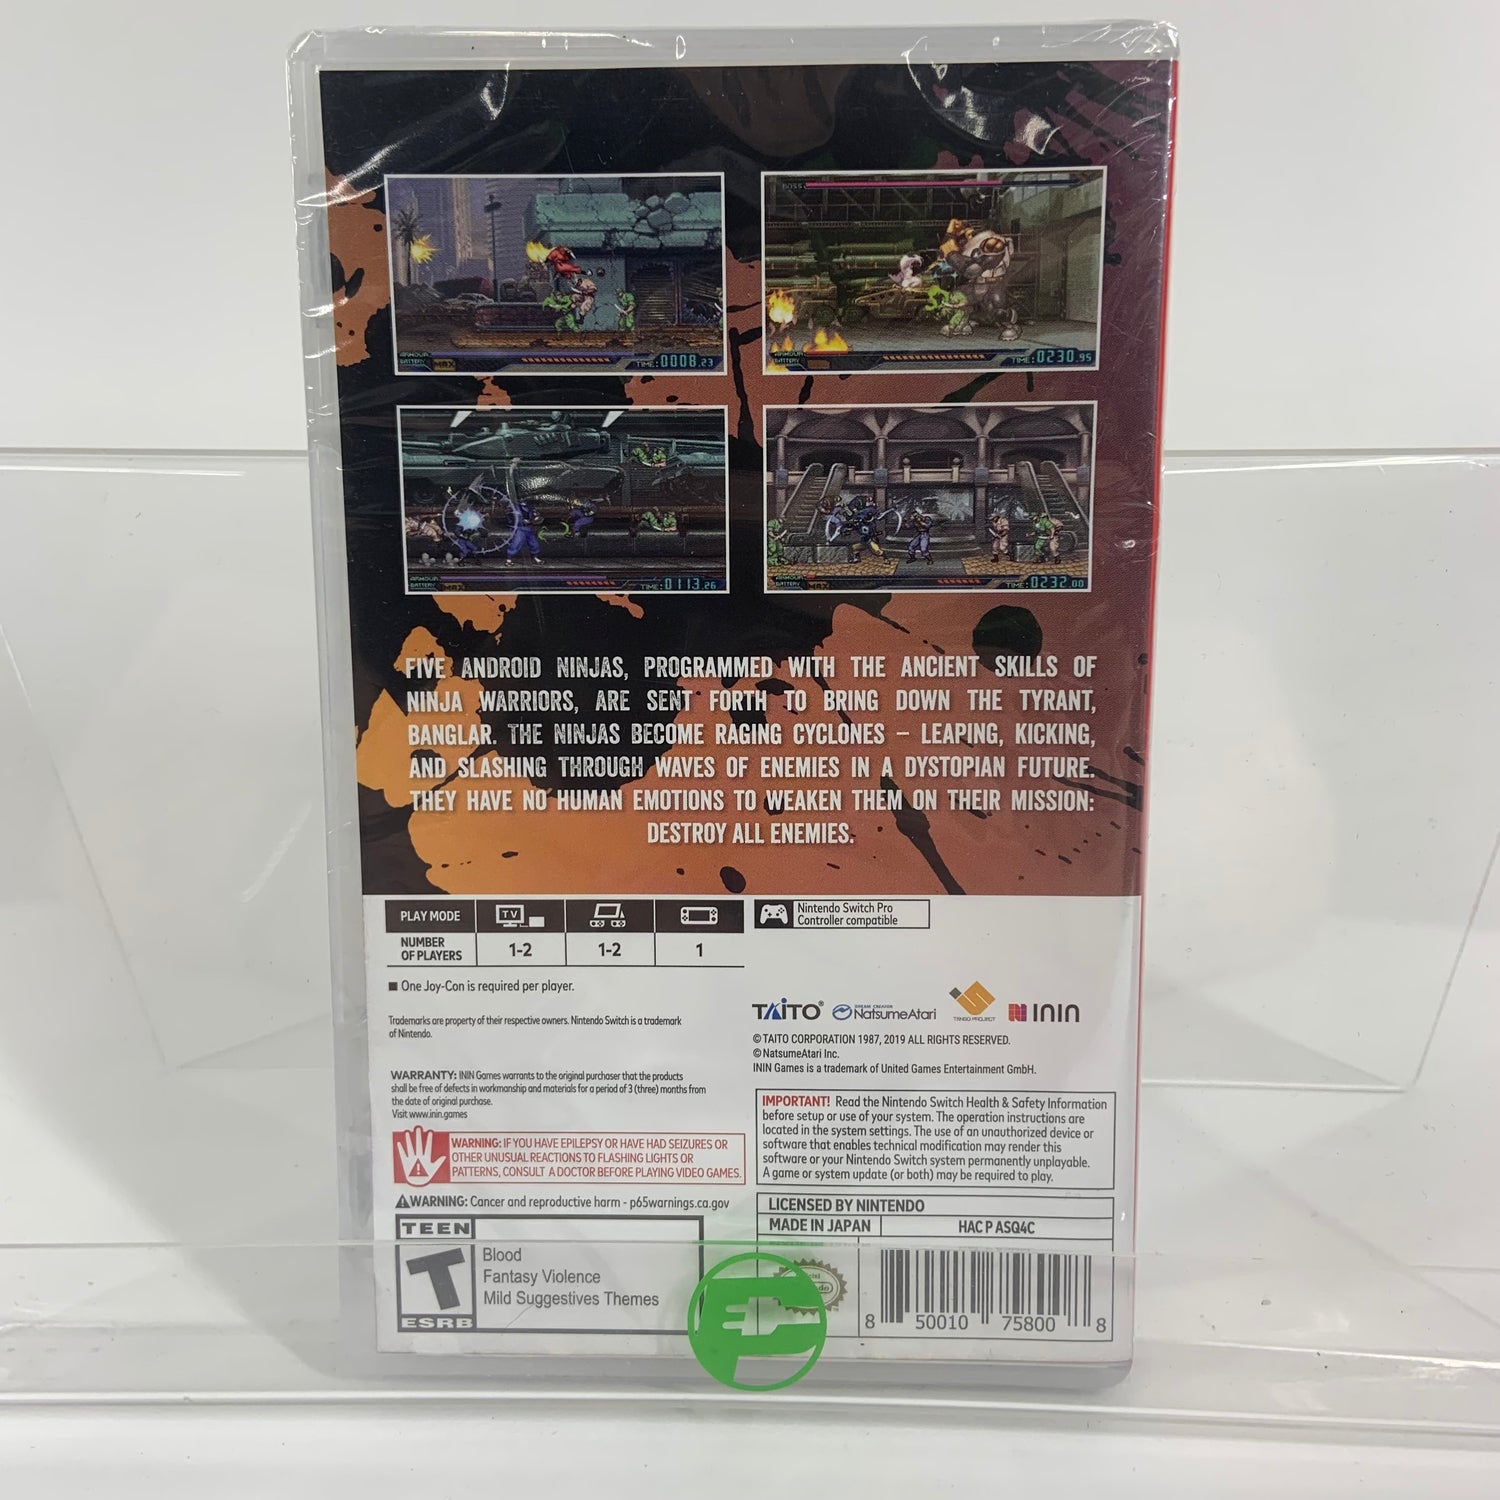 BOSS
TIME: 0008.23
MAX
TIME: 0230.95
TIME: 0113.26
MAX
TIME: 0232.00
MAX
FIVE ANDROID NINJAS, PROGRAMMED WITH THE ANCIENT SKILLS OF
NINJA WARRIORS, ARE SENT FORTH TO BRING DOWN THE TYRANT,
BANGLAR. THE NINJAS BECOME RAGING CYCLONES – LEAPING, KICKING,
AND SLASHING THROUGH WAVES OF ENEMIES IN A DYSTOPIAN FUTURE.
THEY HAVE NO HUMAN EMOTIONS TO WEAKEN THEM ON THEIR MISSION:
DESTROY ALL ENEMIES.
PLAY MODE
TV
NUMBER
OF PLAYERS
1-2
1-2
1
Nintendo Switch Pro
Controller compatible
■ One Joy-Con is required per player.
Trademarks are property of their respective owners. Nintendo Switch is a trademark
of Nintendo.
WARRANTY: ININ Games warrants to the original purchaser that the products
shall be free of defects in workmanship and materials for a period of 3 (three) months from
the date of original purchase.
Visit www.inin.games
WARNING: IF YOU HAVE EPILEPSY OR HAVE HAD SEIZURES OR
OTHER UNUSUAL REACTIONS TO FLASHING LIGHTS OR
PATTERNS, CONSULT A DOCTOR BEFORE PLAYING VIDEO GAMES.
WARNING: Cancer and reproductive harm - p65warnings.ca.gov
TEEN
T
ESRB
Blood
Fantasy Violence
Mild Suggestives Themes
TAITO®
DREAM CREATOR
NatsumeAtari
TENGO PROJECT
ININ
© TAITO CORPORATION 1987, 2019 ALL RIGHTS RESERVED.
© NatsumeAtari Inc.
ININ Games is a trademark of United Games Entertainment GmbH.
IMPORTANT! Read the Nintendo Switch Health & Safety Information
before setup or use of your system. The operation instructions are
located in the system settings. The use of an unauthorized device or
software that enables technical modification may render this
software or your Nintendo Switch system permanently unplayable.
A game or system update (or both) may be required to play.
LICENSED BY NINTENDO
MADE IN JAPAN
HAC P ASQ4C
8 50010 75800 8